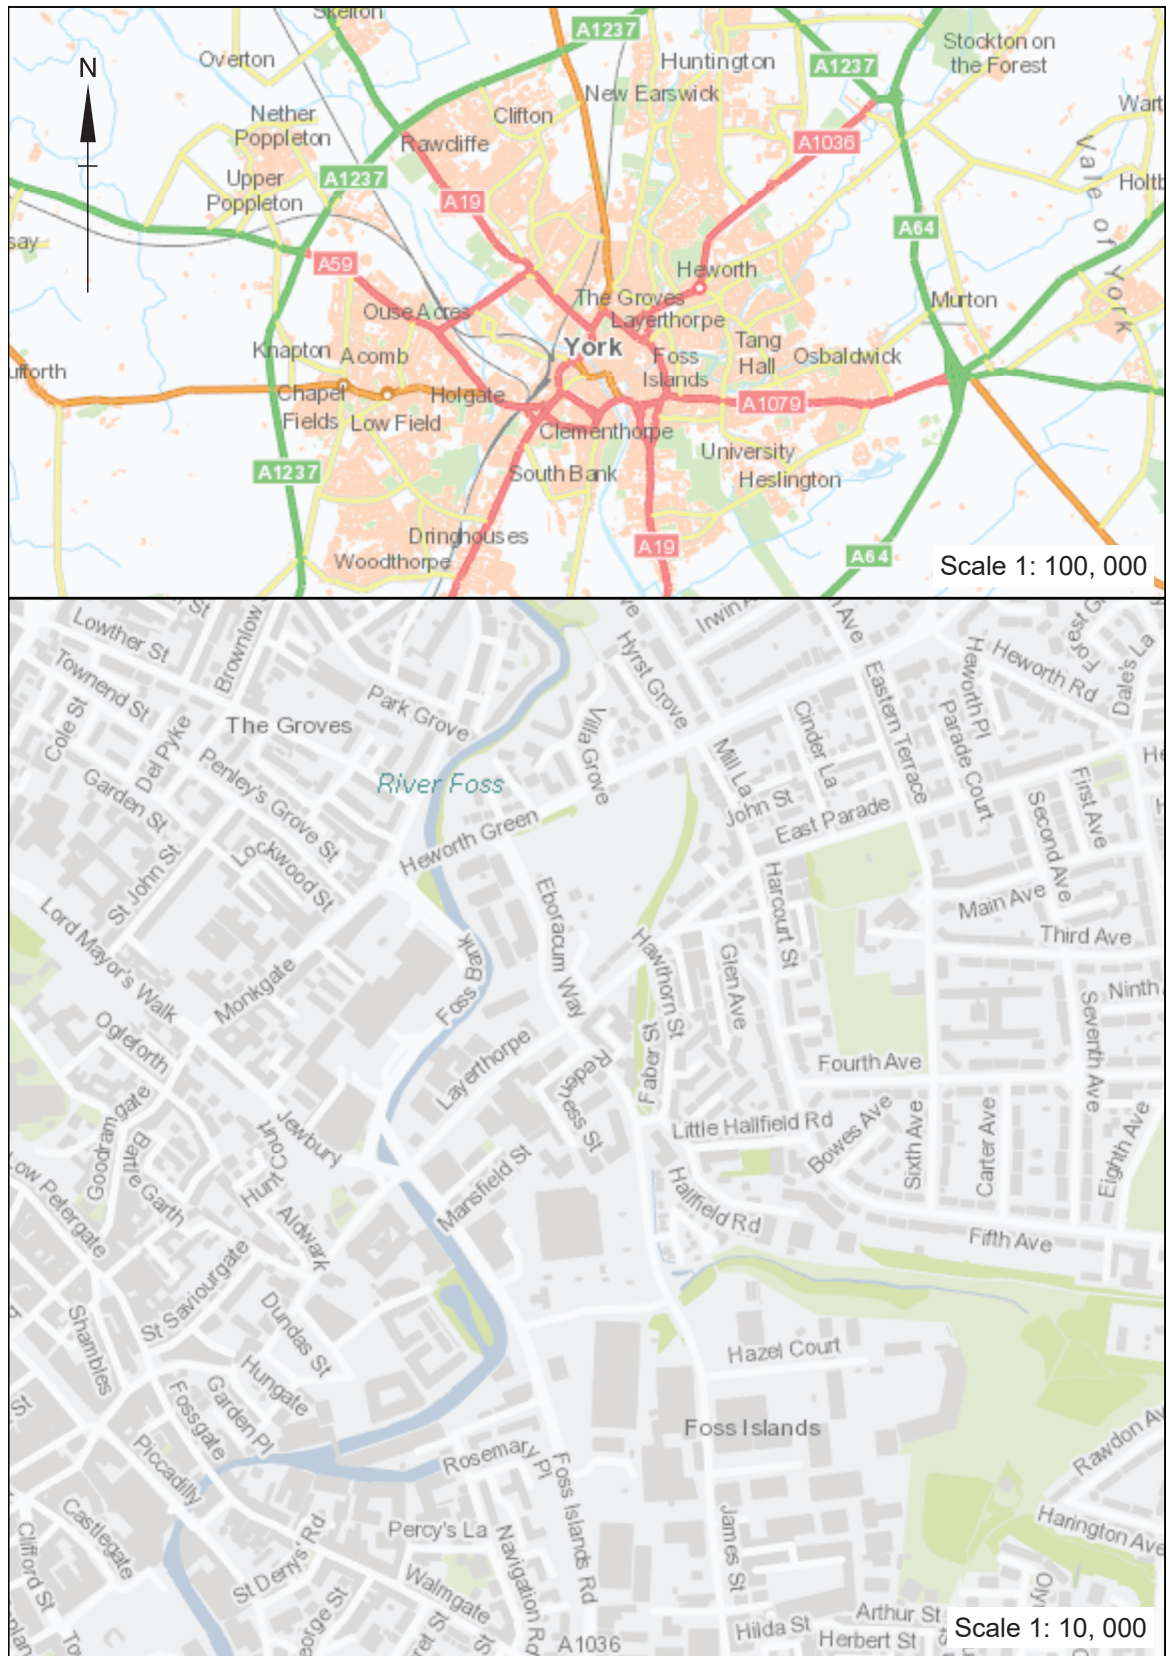 Skelton
A1237
Overton
Huntington
A1237
Stockton on
the Forest
N
New Earswick
Nether
Poppleton
Clifton
Rawcliffe
A1036
Vale of York
Upper
Poppleton
A1237
A19
A64
A59
Heworth
Ouse Acres
The Groves
Layerthorpe
Murton
Knapton
Acomb
York
Foss
Islands
Tang
Hall
Osbaldwick
Chapel
Fields
Low Field
Holgate
A1079
Clementhorpe
A1237
South Bank
University
Heslington
Dringhouses
Woodthorpe
A19
A64
Scale 1: 100, 000
Lowther St
Brownlow
Townend St
Cole St
Del Pyke
The Groves
Park Grove
Hyrst Grove
Villa Grove
Heworth Pl
Heworth Rd
Dale's La
Eastern Terrace
Parade Court
Cinder La
Mill La
John St
East Parade
First Ave
Second Ave
Garden St
Penley's Grove St
River Foss
Heworth Green
St John St
Lockwood St
Lord Mayor's Walk
Monkgate
Foss Bank
Eboracum Way
Hawthorn St
Glen Ave
Harcourt St
Main Ave
Third Ave
Ninth
Seventh Ave
Ogleforth
Goodramgate
Bartle Garth
Layerthorpe
Redeness St
Faber St
Fourth Ave
Jewbury
Hunt Court
Aldwark
Mansfield St
Little Hallfield Rd
Bowes Ave
Sixth Ave
Carter Ave
Eighth Ave
Low Petergate
Hallfield Rd
Fifth Ave
St Saviourgate
Shambles
Dundas St
Hungate
Garden Pl
Fossgate
Hazel Court
Foss Islands
Piccadilly
Castlegate
Clifford St
Rosemary Pl
Foss Islands Rd
Rawdon Av
Harington Ave
Percy's La
Navigation Rd
James St
St Denys' Rd
Walmgate
Hilda St
Arthur St
Herbert St
A1036
Scale 1: 10, 000